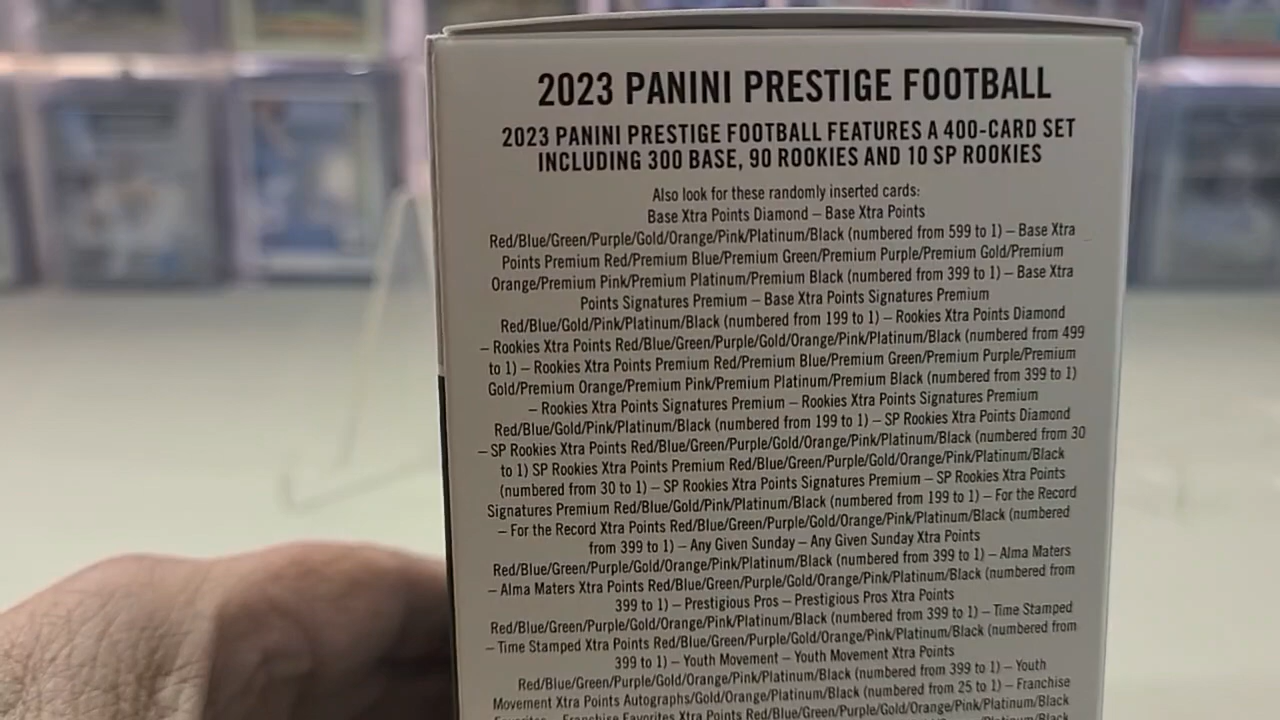 2023 PANINI PRESTIGE FOOTBALL
2023 PANINI PRESTIGE FOOTBALL FEATURES A 400-CARD SET
INCLUDING 300 BASE, 90 ROOKIES AND 10 SP ROOKIES
Also look for these randomly inserted cards:
Base Xtra Points Diamond – Base Xtra Points
Red/Blue/Green/Purple/Gold/Orange/Pink/Platinum/Black (numbered from 599 to 1) – Base Xtra
Points Premium Red/Premium Blue/Premium Green/Premium Purple/Premium Gold/Premium
Orange/Premium Pink/Premium Platinum/Premium Black (numbered from 399 to 1) – Base Xtra
Points Signatures Premium – Base Xtra Points Signatures Premium
Red/Blue/Gold/Pink/Platinum/Black (numbered from 199 to 1) – Rookies Xtra Points Diamond
– Rookies Xtra Points Red/Blue/Green/Purple/Gold/Orange/Pink/Platinum/Black (numbered from 499
to 1) – Rookies Xtra Points Premium Red/Premium Blue/Premium Green/Premium Purple/Premium
Gold/Premium Orange/Premium Pink/Premium Platinum/Premium Black (numbered from 399 to 1)
– Rookies Xtra Points Signatures Premium – Rookies Xtra Points Signatures Premium
Red/Blue/Gold/Pink/Platinum/Black (numbered from 199 to 1) – SP Rookies Xtra Points Diamond
– SP Rookies Xtra Points Red/Blue/Green/Purple/Gold/Orange/Pink/Platinum/Black (numbered from 30
to 1) SP Rookies Xtra Points Premium Red/Blue/Green/Purple/Gold/Orange/Pink/Platinum/Black
(numbered from 30 to 1) – SP Rookies Xtra Points Signatures Premium – SP Rookies Xtra Points
Signatures Premium Red/Blue/Gold/Pink/Platinum/Black (numbered from 199 to 1) – For the Record
– For the Record Xtra Points Red/Blue/Green/Purple/Gold/Orange/Pink/Platinum/Black (numbered
from 399 to 1) – Any Given Sunday – Any Given Sunday Xtra Points
Red/Blue/Green/Purple/Gold/Orange/Pink/Platinum/Black (numbered from 399 to 1) – Alma Maters
– Alma Maters Xtra Points Red/Blue/Green/Purple/Gold/Orange/Pink/Platinum/Black (numbered from
399 to 1) – Prestigious Pros – Prestigious Pros Xtra Points
Red/Blue/Green/Purple/Gold/Orange/Pink/Platinum/Black (numbered from 399 to 1) – Time Stamped
– Time Stamped Xtra Points Red/Blue/Green/Purple/Gold/Orange/Pink/Platinum/Black (numbered from
399 to 1) – Youth Movement – Youth Movement Xtra Points
Red/Blue/Green/Purple/Gold/Orange/Pink/Platinum/Black (numbered from 399 to 1) – Youth
Movement Xtra Points Autographs/Gold/Orange/Platinum/Black (numbered from 25 to 1) – Franchise
Favorites – Franchise Favorites Xtra Points Red/Blue/Green/Purple/Gold/Orange/Pink/Platinum/Black